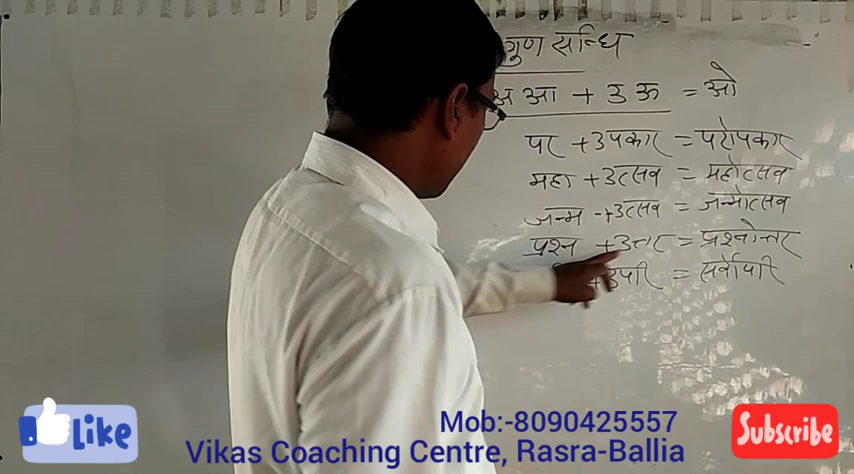 गुण सन्धि
अ आ + उ ऊ = ओ
पर + उपकार = परोपकार
महा + उत्सव = महोत्सव
जन्म + उत्सव = जन्मोत्सव
प्रश्न + उत्तर = प्रश्नोत्तर
+ उपरि = सर्वोपरि
Like
Mob:-8090425557
Subscribe
Vikas Coaching Centre, Rasra-Ballia